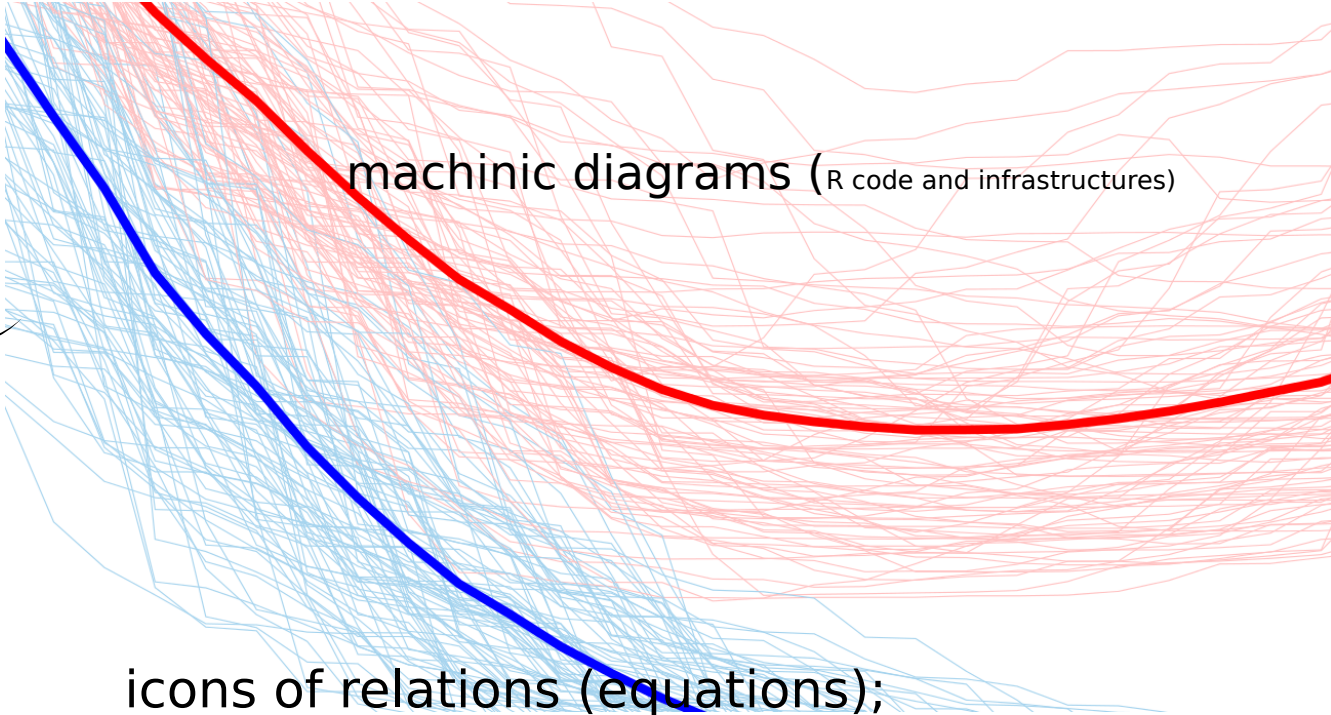 machinic diagrams (R code and infrastructures)
icons of relations (equations);